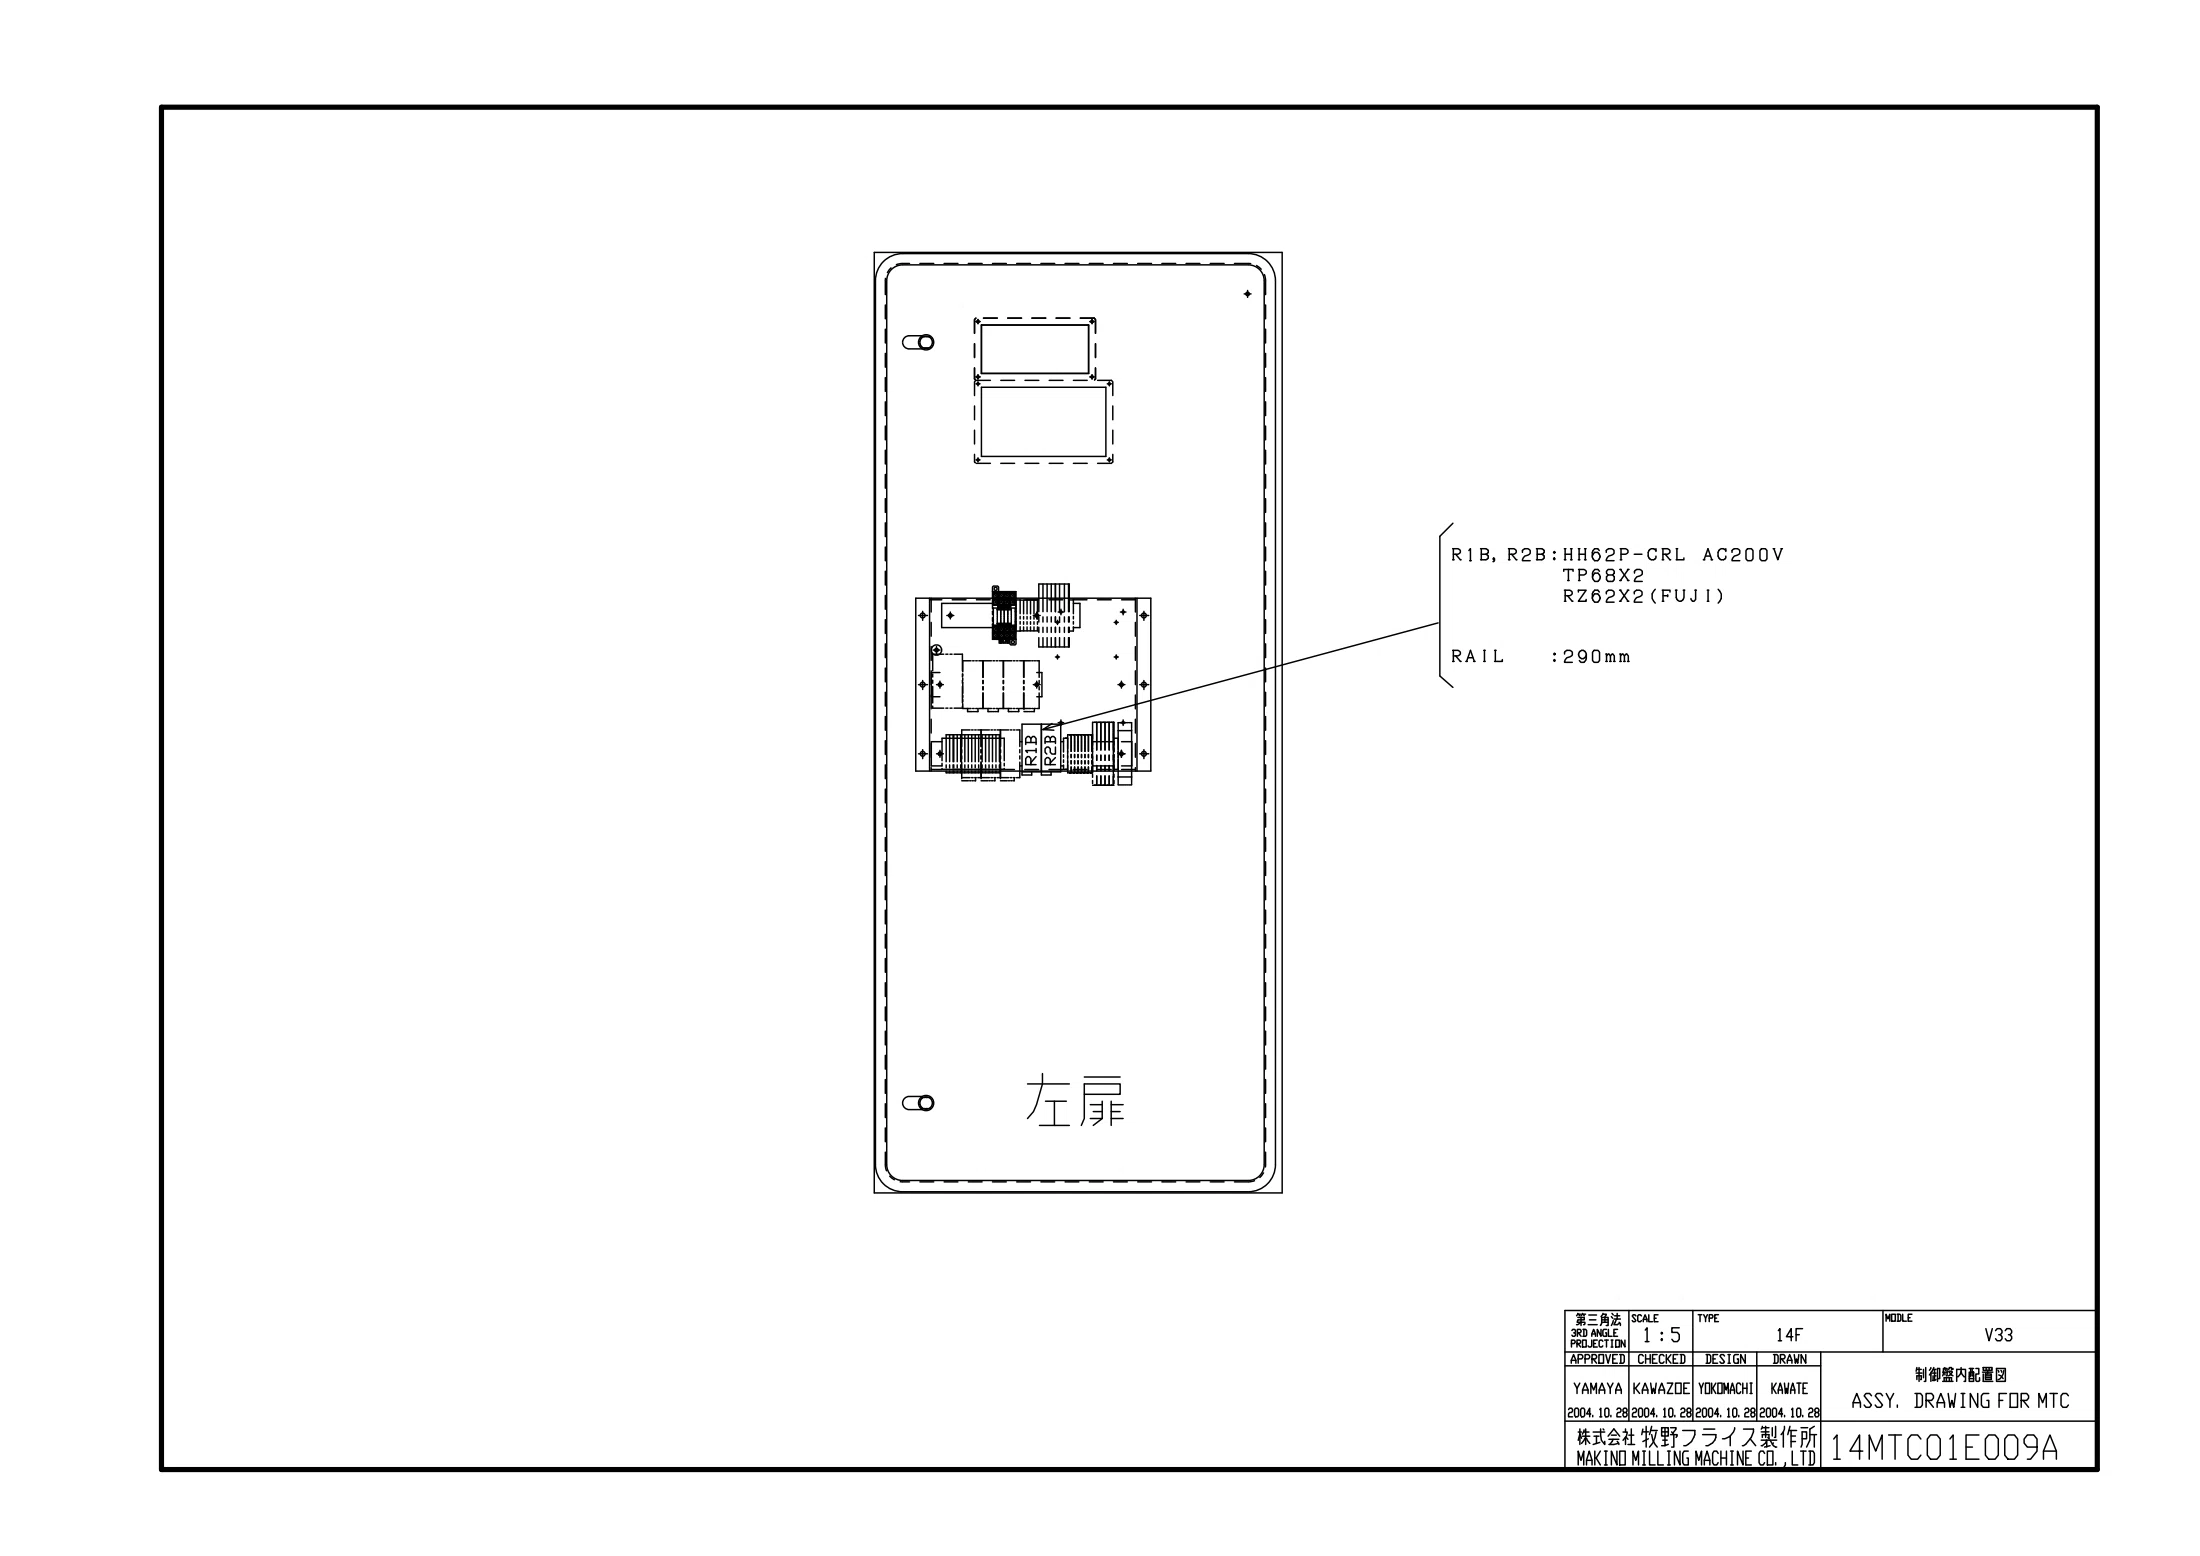 R1B, R2B:HH62P-CRL AC200V
TP68X2
RZ62X2(FUJI)
RAIL :290mm
R1B
R2B
左扉
第三角法
3RD ANGLE
PROJECTION
SCALE
1:5
TYPE
14F
MODLE
V33
APPROVED CHECKED DESIGN DRAWN
YAMAYA KAWAZOE YOKOMACHI KAWATE
2004.10.28 2004.10.28 2004.10.28 2004.10.28
制御盤内配置図
ASSY. DRAWING FOR MTC
株式会社 牧野フライス製作所
MAKINO MILLING MACHINE CO.,LTD
14MTC01E009A